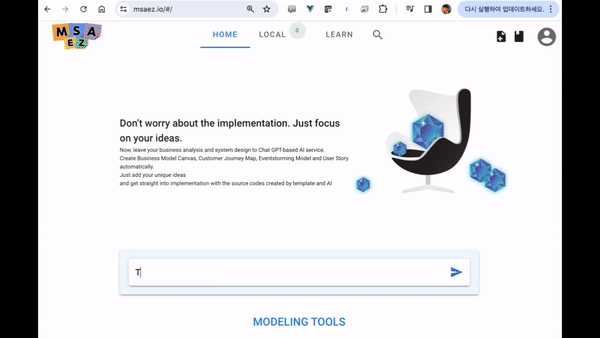 msaez.io/#/
다시 실행하여 업데이트하세요.
MSA
EZ
HOME
LOCAL
0
LEARN
Don't worry about the implementation. Just focus
on your ideas.
Now, leave your business analysis and system design to Chat GPT-based AI service.
Create Business Model Canvas, Customer Journey Map, Eventstorming Model and User Story
automatically.
Just add your unique ideas
and get straight into implementation with the source codes created by template and AI
T
MODELING TOOLS